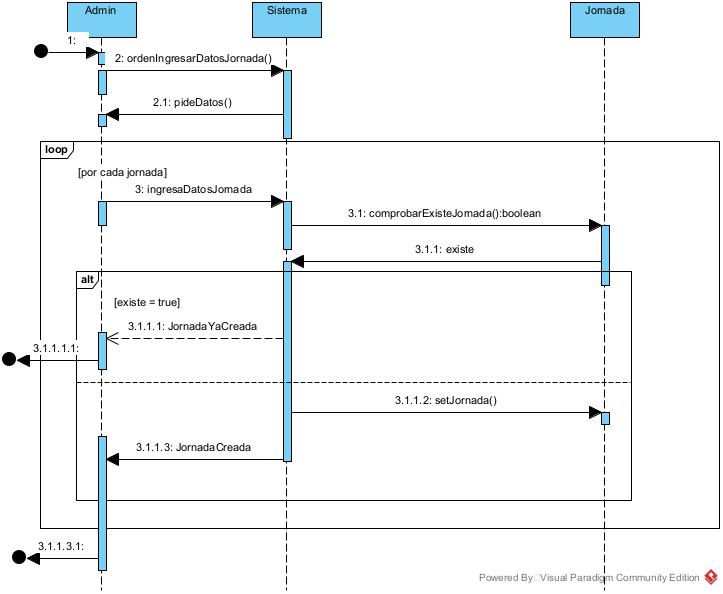 Admin
Sistema
Jornada
1:
2: ordenIngresarDatosJornada()
2.1: pideDatos()
loop
[por cada jornada]
3: ingresaDatosJornada
3.1: comprobarExisteJornada():boolean
3.1.1: existe
alt
[existe = true]
3.1.1.1: JornadaYaCreada
3.1.1.1.1:
3.1.1.2: setJornada()
3.1.1.3: JornadaCreada
3.1.1.3.1:
Powered By Visual Paradigm Community Edition